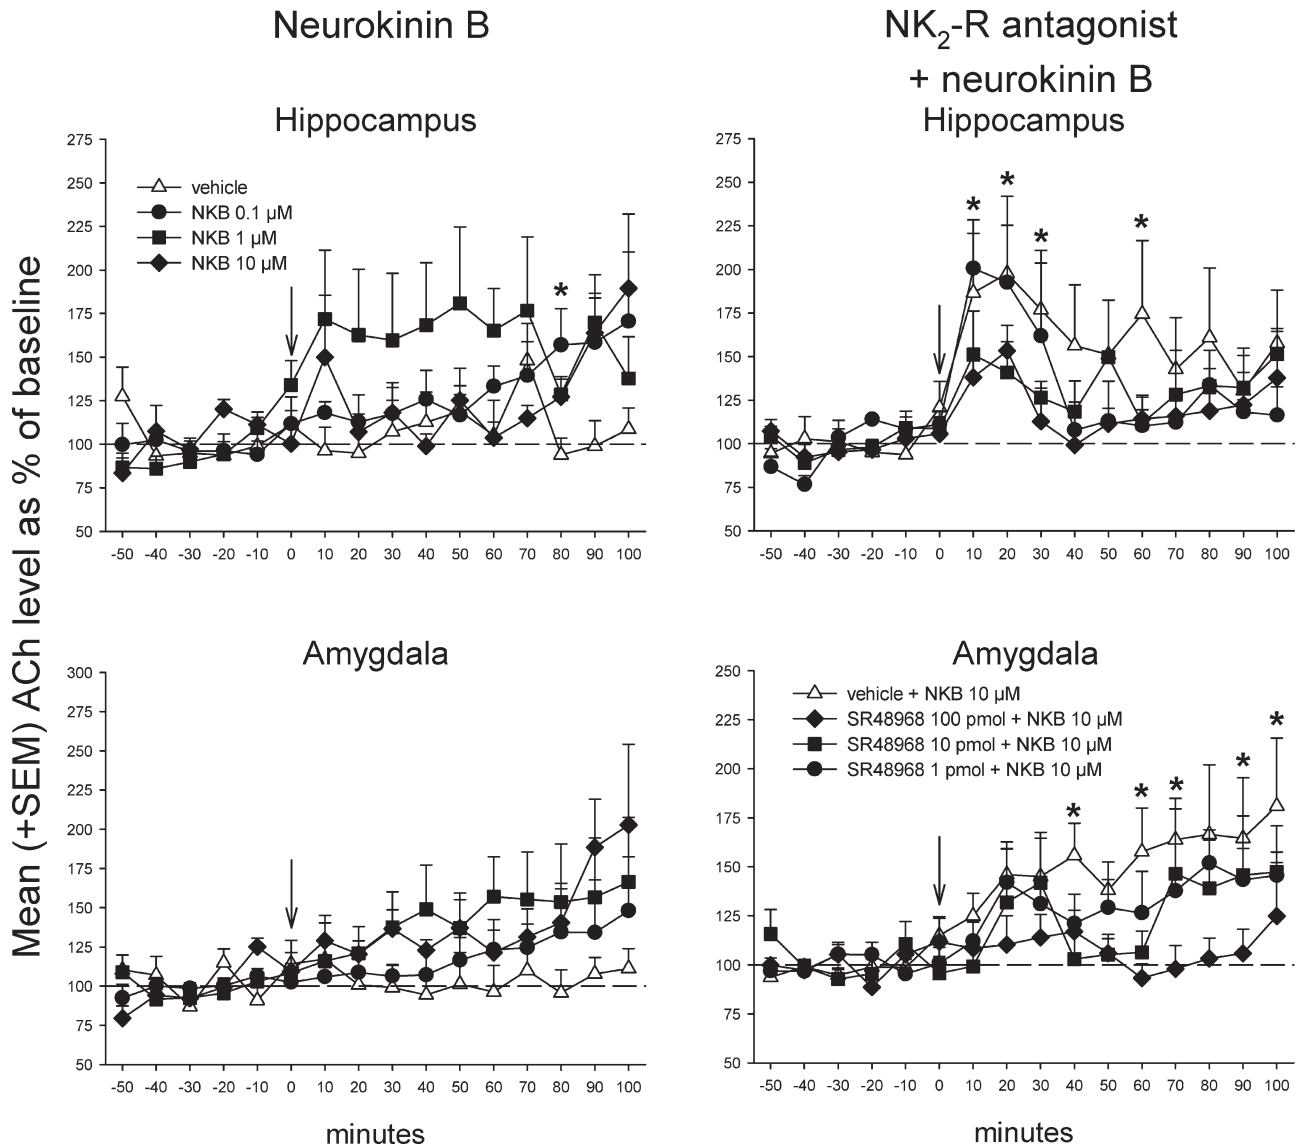 Neurokinin B
NK2-R antagonist
+ neurokinin B
Mean (+SEM) ACh level as % of baseline
Hippocampus
275
250
225
200
175
150
125
100
75
50
vehicle
NKB 0.1 µM
NKB 1 µM
NKB 10 µM
*
-50 -40 -30 -20 -10 0 10 20 30 40 50 60 70 80 90 100
Hippocampus
275
250
225
200
175
150
125
100
75
50
* * * *
-50 -40 -30 -20 -10 0 10 20 30 40 50 60 70 80 90 100
Amygdala
300
275
250
225
200
175
150
125
100
75
50
-50 -40 -30 -20 -10 0 10 20 30 40 50 60 70 80 90 100
minutes
Amygdala
250
225
200
175
150
125
100
75
50
vehicle + NKB 10 µM
SR48968 100 pmol + NKB 10 µM
SR48968 10 pmol + NKB 10 µM
SR48968 1 pmol + NKB 10 µM
* * * * *
-50 -40 -30 -20 -10 0 10 20 30 40 50 60 70 80 90 100
minutes